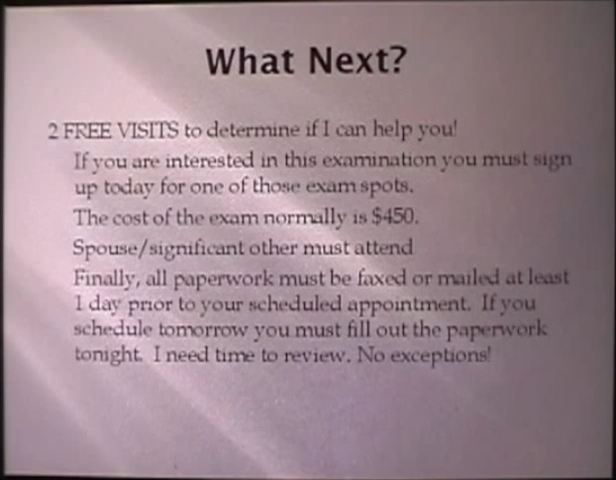 What Next?
2 FREE VISITS to determine if I can help you!
If you are interested in this examination you must sign
up today for one of those exam spots.
The cost of the exam normally is $450.
Spouse/significant other must attend
Finally, all paperwork must be faxed or mailed at least
1 day prior to your scheduled appointment. If you
schedule tomorrow you must fill out the paperwork
tonight. I need time to review. No exceptions!